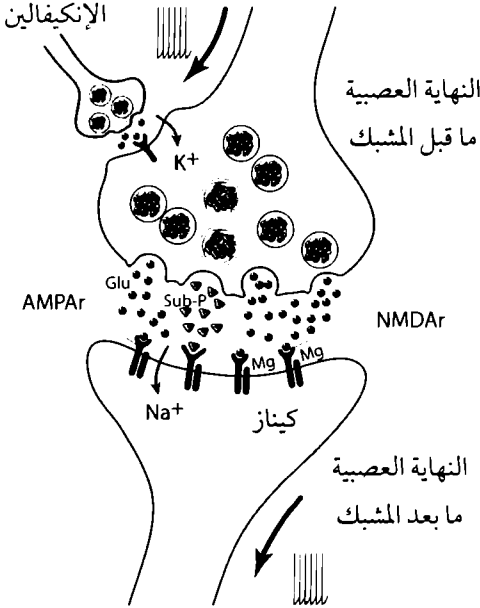 الإنكيفالين
النهاية العصبية
ما قبل المشبك
K+
Glu
Sub-P
AMPAr
NMDAr
Mg
Mg
Na+
كيناز
النهاية العصبية
ما بعد المشبك